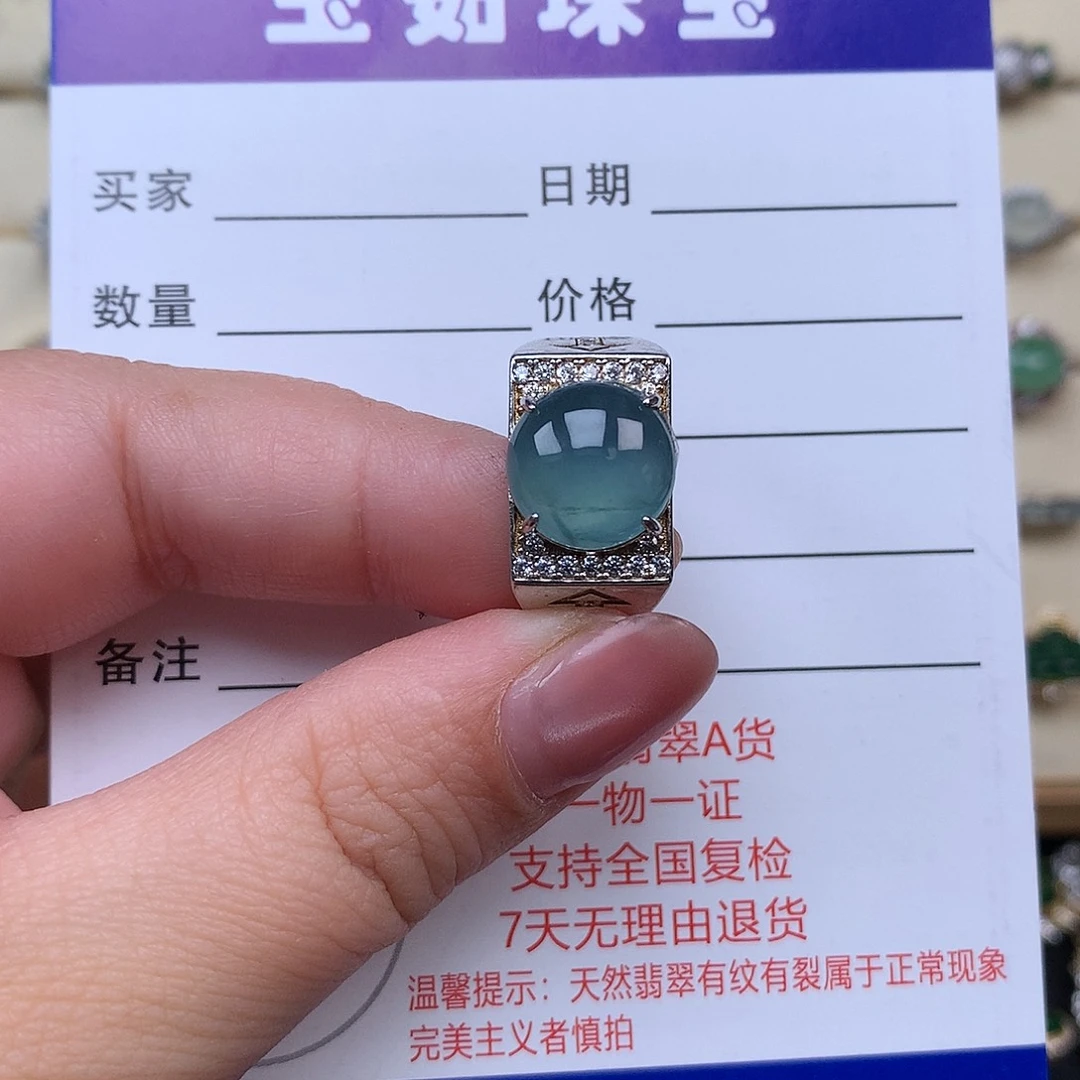 买家 日期
数量 价格
备注
翠A货
一物一证
支持全国复检
7天无理由退货
温馨提示：天然翡翠有纹有裂属于正常现象
完美主义者慎拍